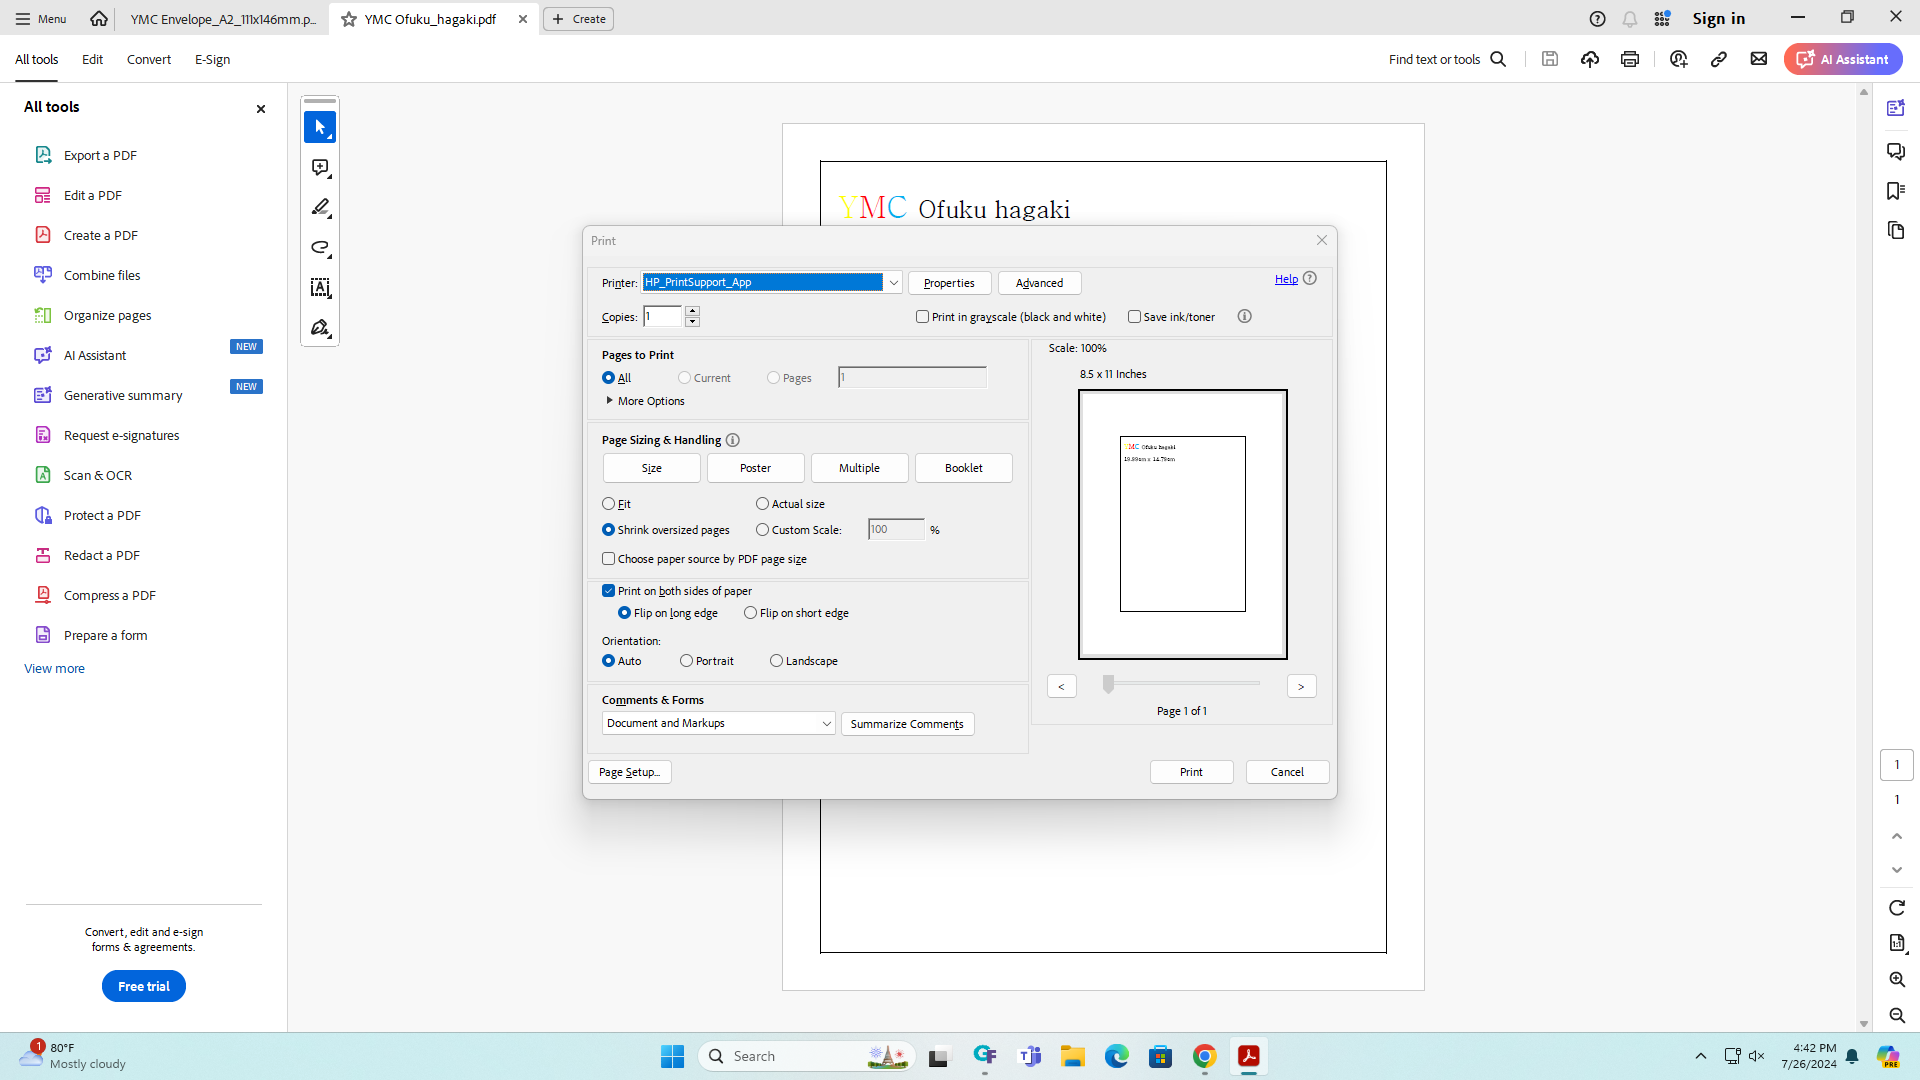 Menu
YMC Envelope_A2_111x146mm.p...
YMC Ofuku_hagaki.pdf
Create
Sign in
All tools
Edit
Convert
E-Sign
Find text or tools
AI Assistant
All tools
Export a PDF
Edit a PDF
Create a PDF
Combine files
Organize pages
AI Assistant
NEW
Generative summary
NEW
Request e-signatures
Scan & OCR
Protect a PDF
Redact a PDF
Compress a PDF
Prepare a form
View more
Convert, edit and e-sign
forms & agreements.
Free trial
YMC Ofuku hagaki
Print
Printer:
HP_PrintSupport_App
Properties
Advanced
Help
Copies:
1
Print in grayscale (black and white)
Save ink/toner
Pages to Print
All
Current
Pages
1
More Options
Page Sizing & Handling
Size
Poster
Multiple
Booklet
Fit
Actual size
Shrink oversized pages
Custom Scale:
100
%
Choose paper source by PDF page size
Print on both sides of paper
Flip on long edge
Flip on short edge
Orientation:
Auto
Portrait
Landscape
Comments & Forms
Document and Markups
Summarize Comments
Page Setup...
Scale: 100%
8.5 x 11 Inches
YMC Ofuku hagaki
19.99cm x 14.79cm
<
>
Page 1 of 1
Print
Cancel
1
1
1
80°F
Mostly cloudy
Search
4:42 PM
7/26/2024
PRE